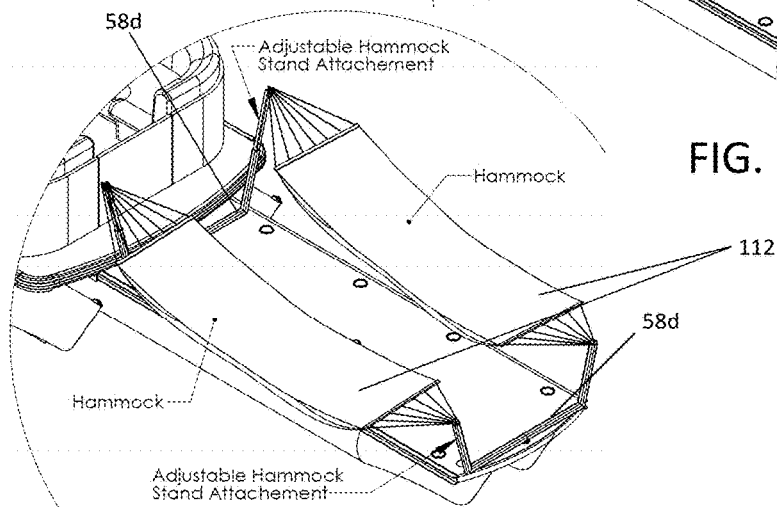 58d
Adjustable Hammock
Stand Attachement
FIG.
Hammock
112
58d
Hammock
Adjustable Hammock
Stand Attachement